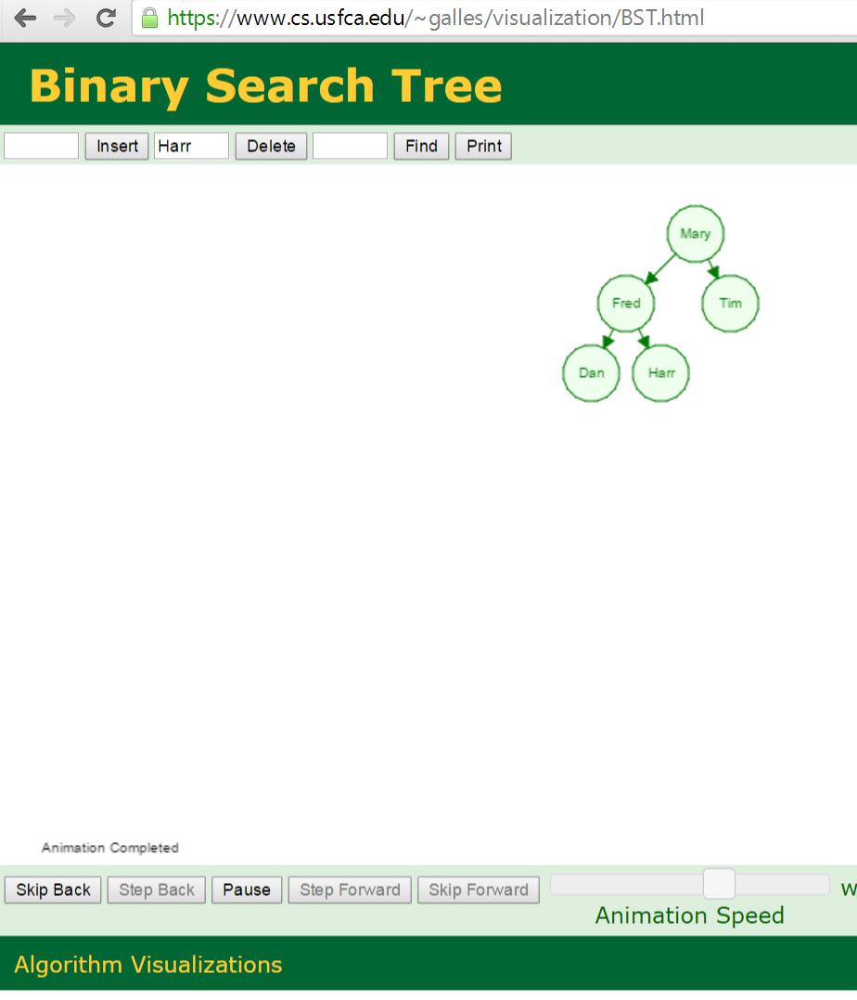 https://www.cs.usfca.edu/~galles/visualization/BST.html
Binary Search Tree
Insert Harr Delete Find Print
Mary
Fred Tim
Dan Harr
Animation Completed
Skip Back Step Back Pause Step Forward Skip Forward w
Animation Speed
Algorithm Visualizations